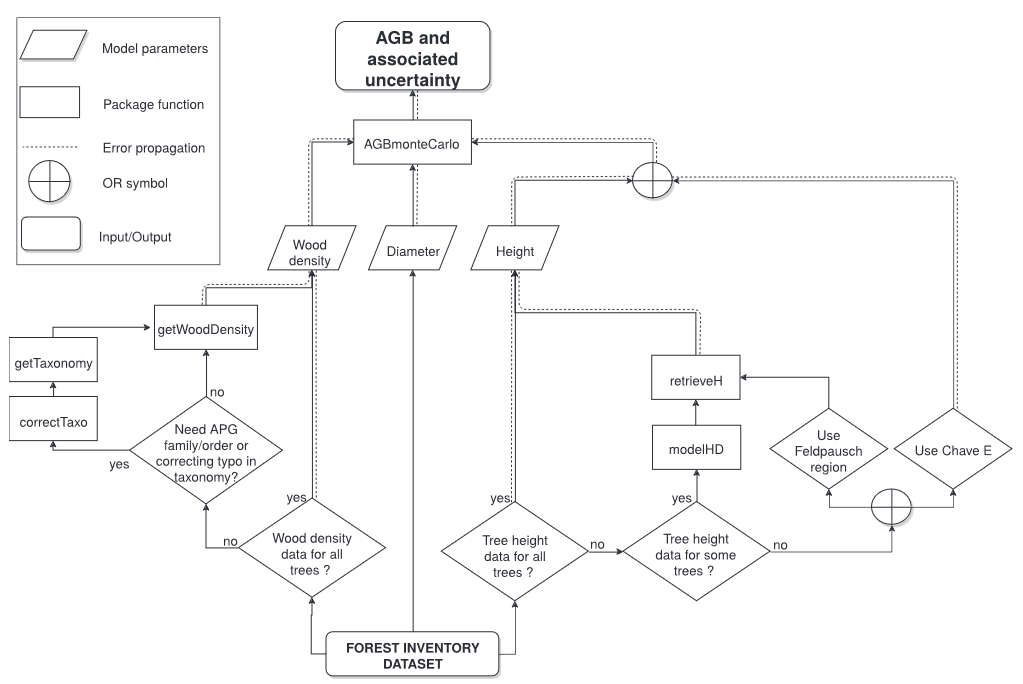 Model parameters
Package function
Error propagation
OR symbol
Input/Output
AGB and
associated
uncertainty
AGBmonteCarlo
Wood
density
Diameter
Height
getWoodDensity
getTaxonomy
correctTaxo
no
Need APG
family/order or
correcting typo in
taxonomy?
yes
retrieveH
modelHD
Use
Feldpausch
region
Use Chave E
yes
no
Wood density
data for all
trees ?
yes
Tree height
data for all
trees ?
no
yes
Tree height
data for some
trees ?
no
FOREST INVENTORY
DATASET